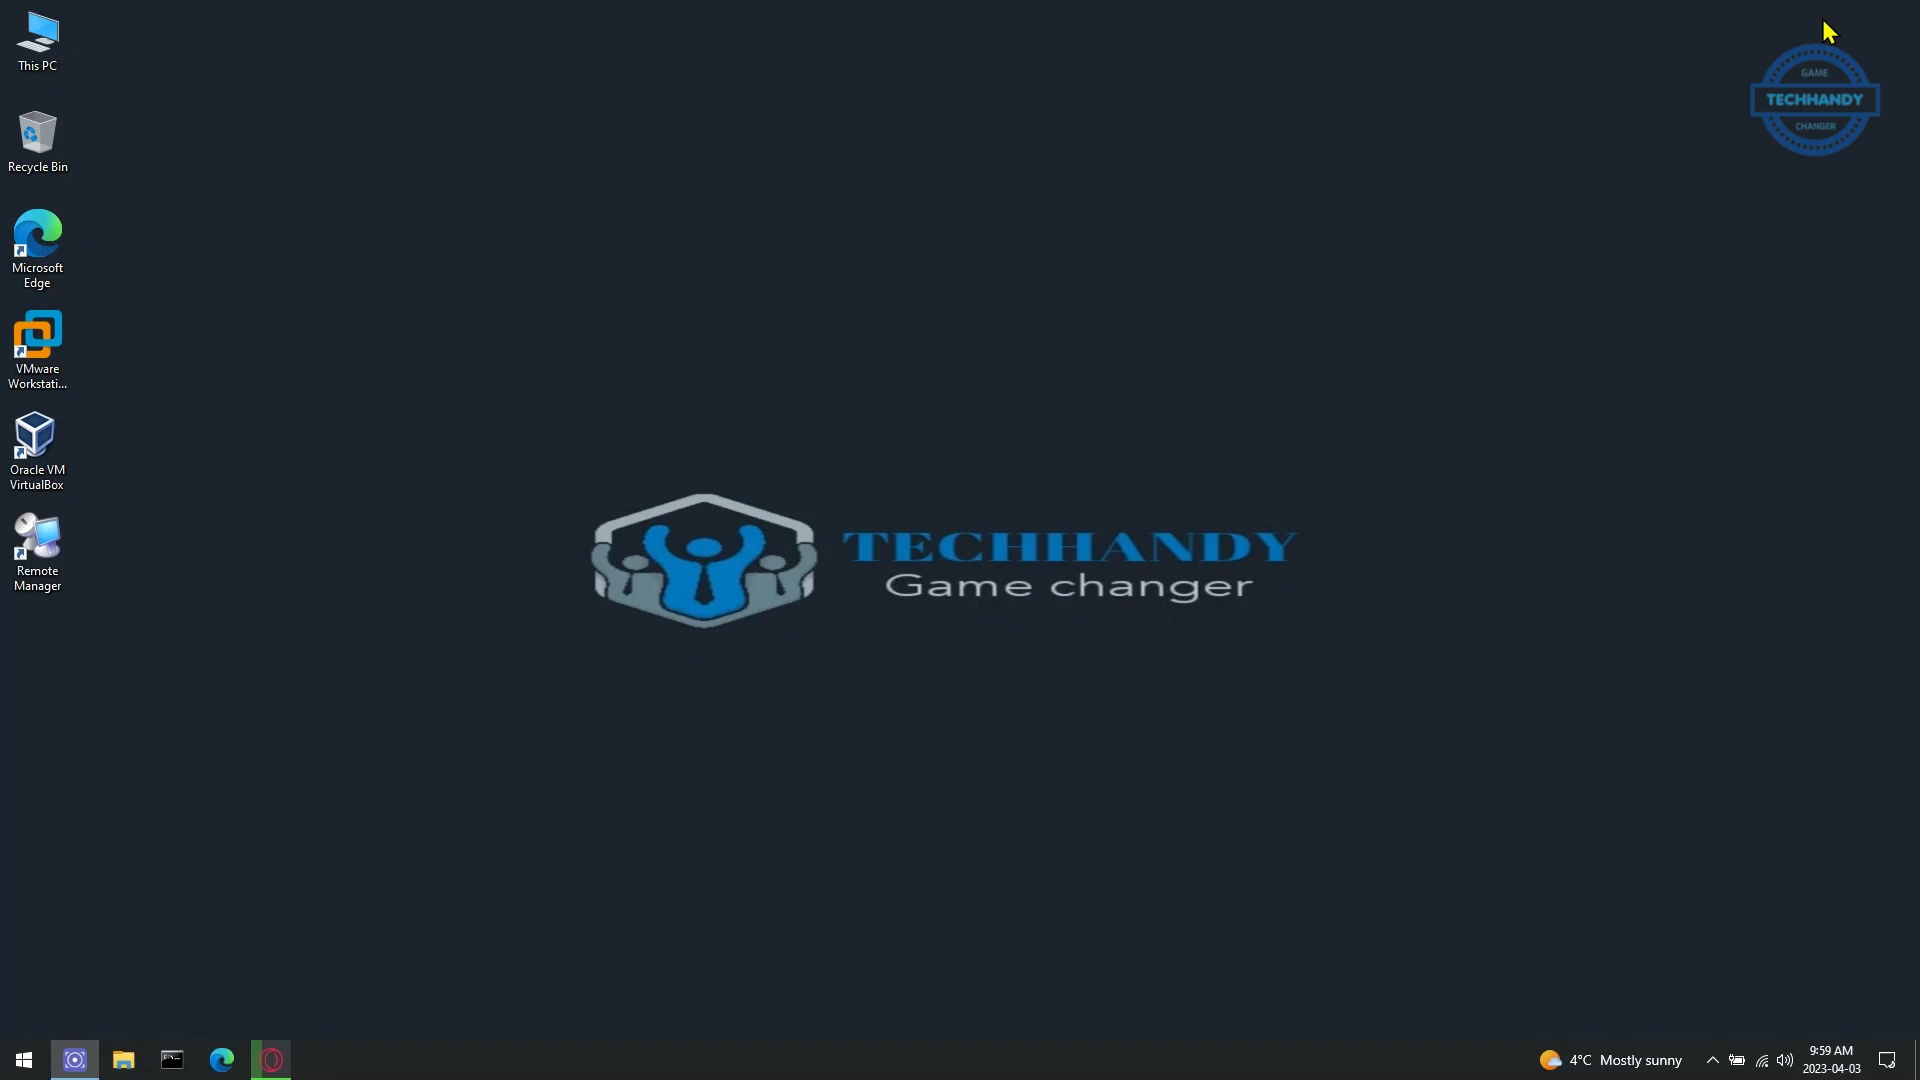 This PC
Recycle Bin
Microsoft
Edge
VMware
Workstati...
Oracle VM
VirtualBox
Remote
Manager
GAME
TECHHANDY
CHANGER
TECHHANDY
Game changer
4°C Mostly sunny
9:59 AM
2023-04-03